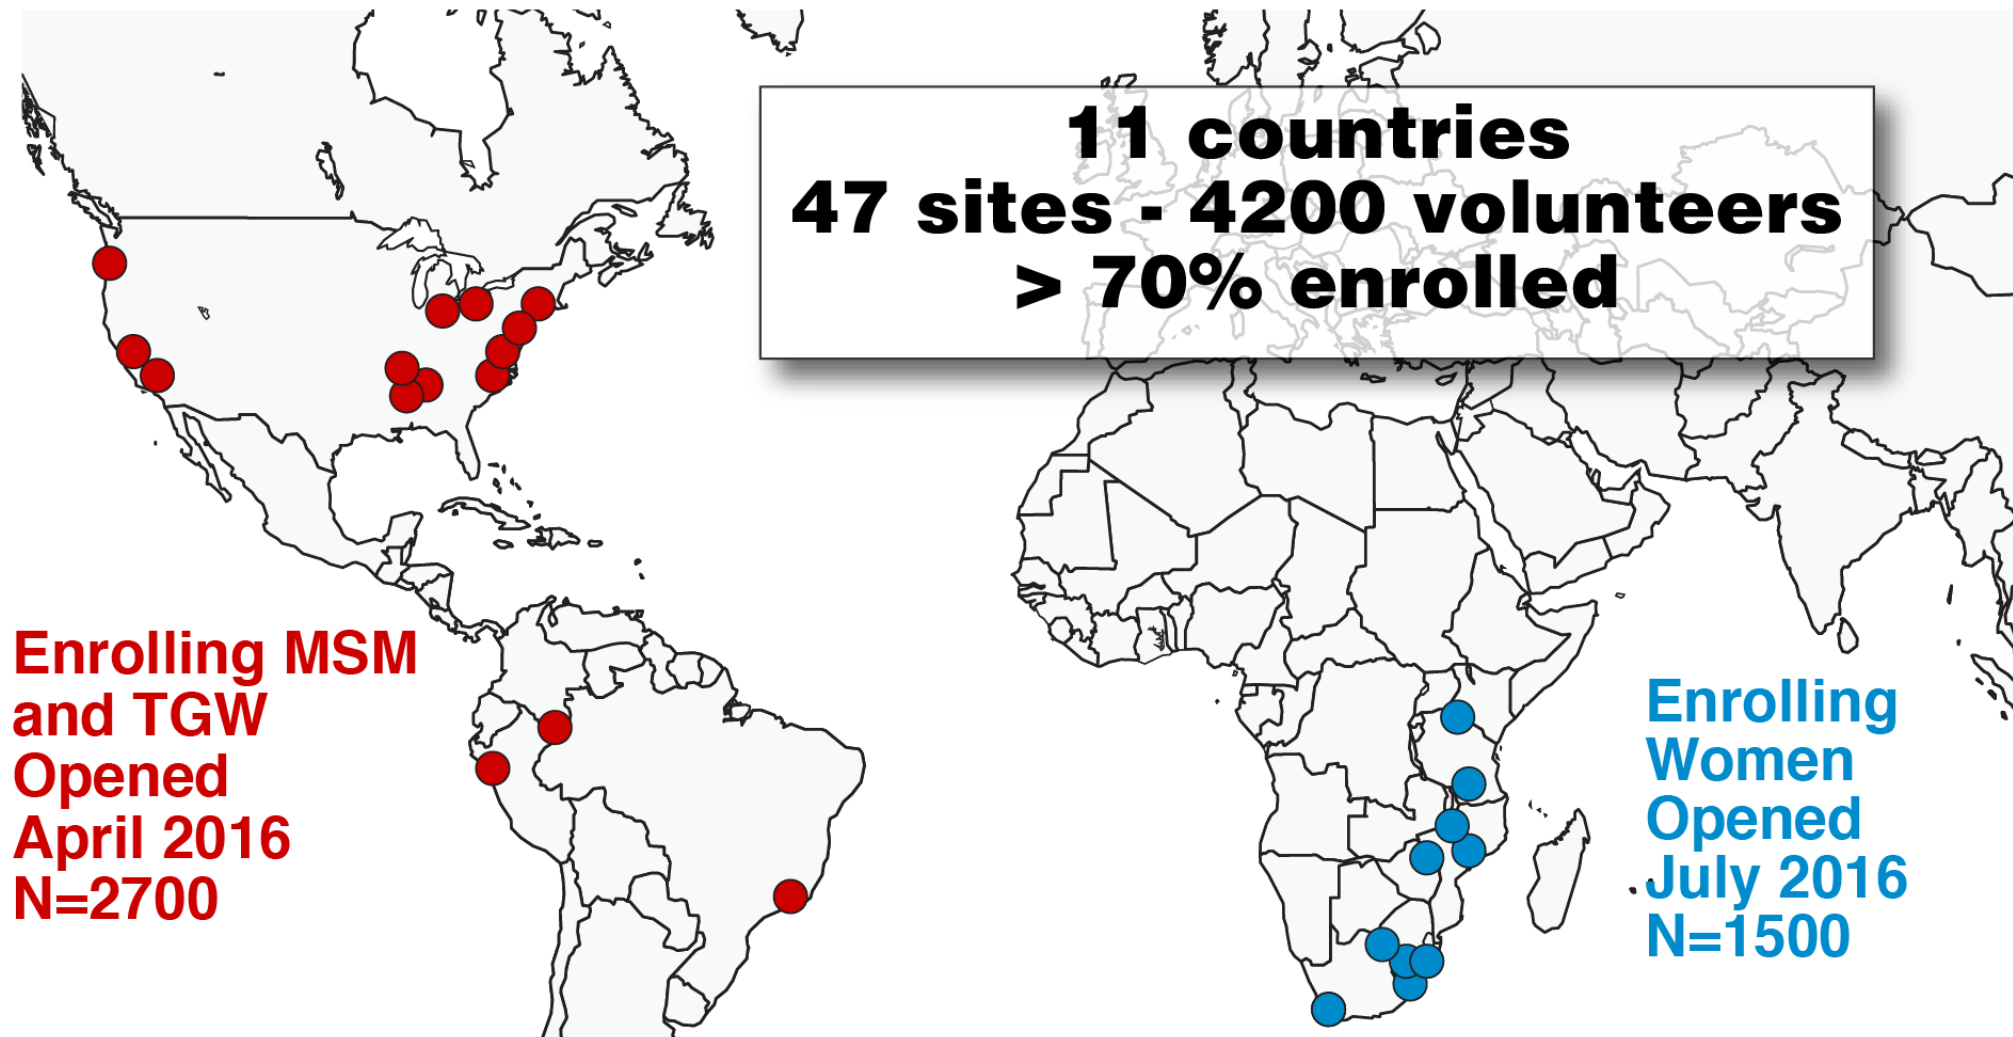 11 countries
47 sites - 4200 volunteers
> 70% enrolled
Enrolling MSM
and TGW
Opened
April 2016
N=2700
Enrolling
Women
Opened
July 2016
N=1500